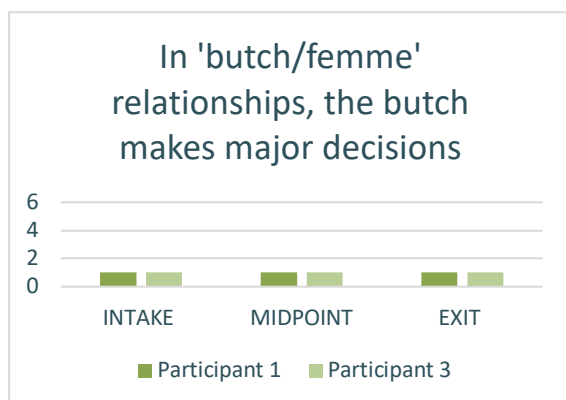 In 'butch/femme'
relationships, the butch
makes major decisions
6
4
2
0
INTAKE MIDPOINT EXIT
Participant 1 Participant 3